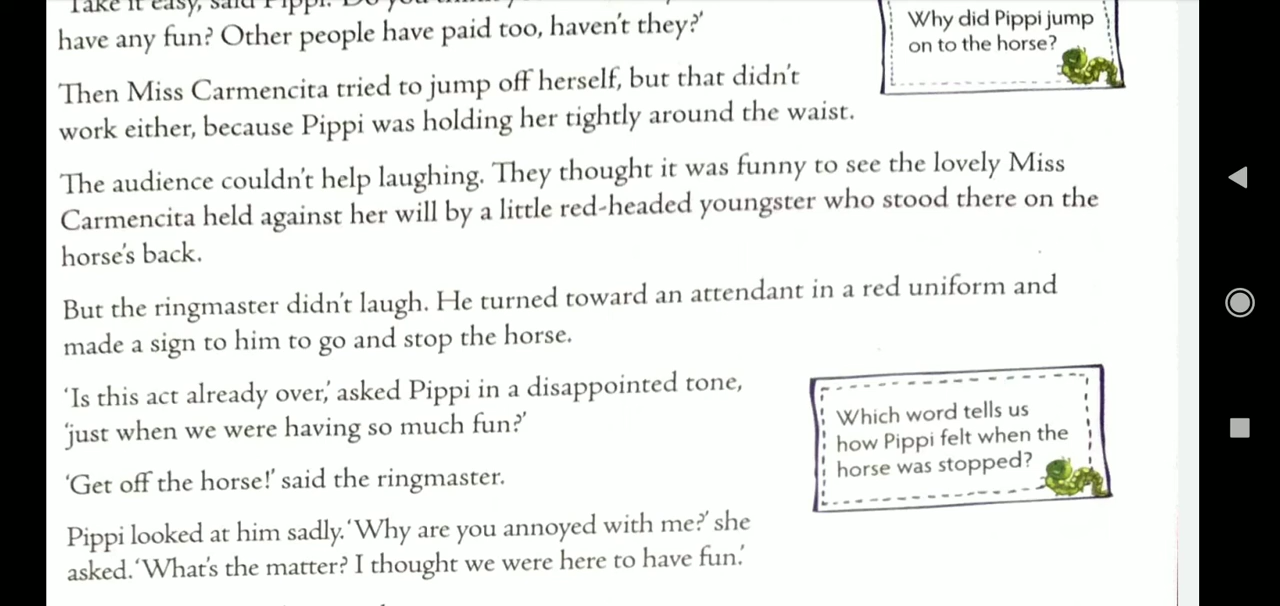 'Take it easy,' said Pippi. 'Do you think
have any fun? Other people have paid too, haven't they?'
Why did Pippi jump
on to the horse?
Then Miss Carmencita tried to jump off herself, but that didn't
work either, because Pippi was holding her tightly around the waist.
The audience couldn't help laughing. They thought it was funny to see the lovely Miss
Carmencita held against her will by a little red-headed youngster who stood there on the
horse's back.
But the ringmaster didn't laugh. He turned toward an attendant in a red uniform and
made a sign to him to go and stop the horse.
'Is this act already over,' asked Pippi in a disappointed tone,
'just when we were having so much fun?'
Which word tells us
how Pippi felt when the
horse was stopped?
'Get off the horse!' said the ringmaster.
Pippi looked at him sadly. 'Why are you annoyed with me?' she
asked. 'What's the matter? I thought we were here to have fun.'